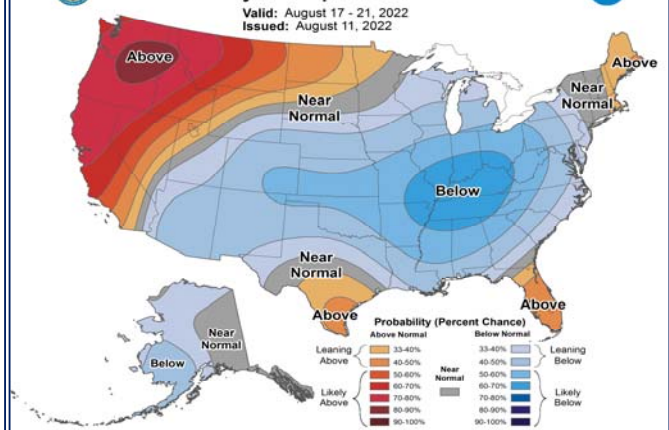 Valid: August 17 - 21, 2022
Issued: August 11, 2022
Above
Near
Normal
Above
Near
Normal
Below
Near
Normal
Above
Above
Near
Normal
Below
Probability (Percent Chance)
Above Normal
Below Normal
Leaning
Above
33-40%
40-50%
50-60%
60-70%
Likely
Above
70-80%
80-90%
90-100%
Near
Normal
33-40%
40-50%
50-60%
60-70%
70-80%
80-90%
90-100%
Leaning
Below
Likely
Below